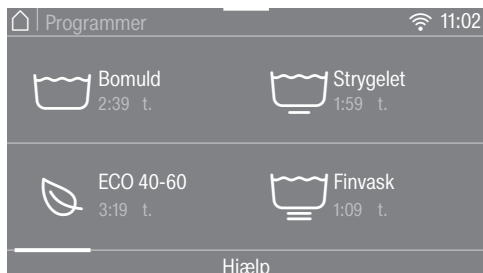 Programmer 11:02
Bomuld Strygelet
2:39 t. 1:59 t.
ECO 40-60 Finvask
3:19 t. 1:09 t.
Hjælp